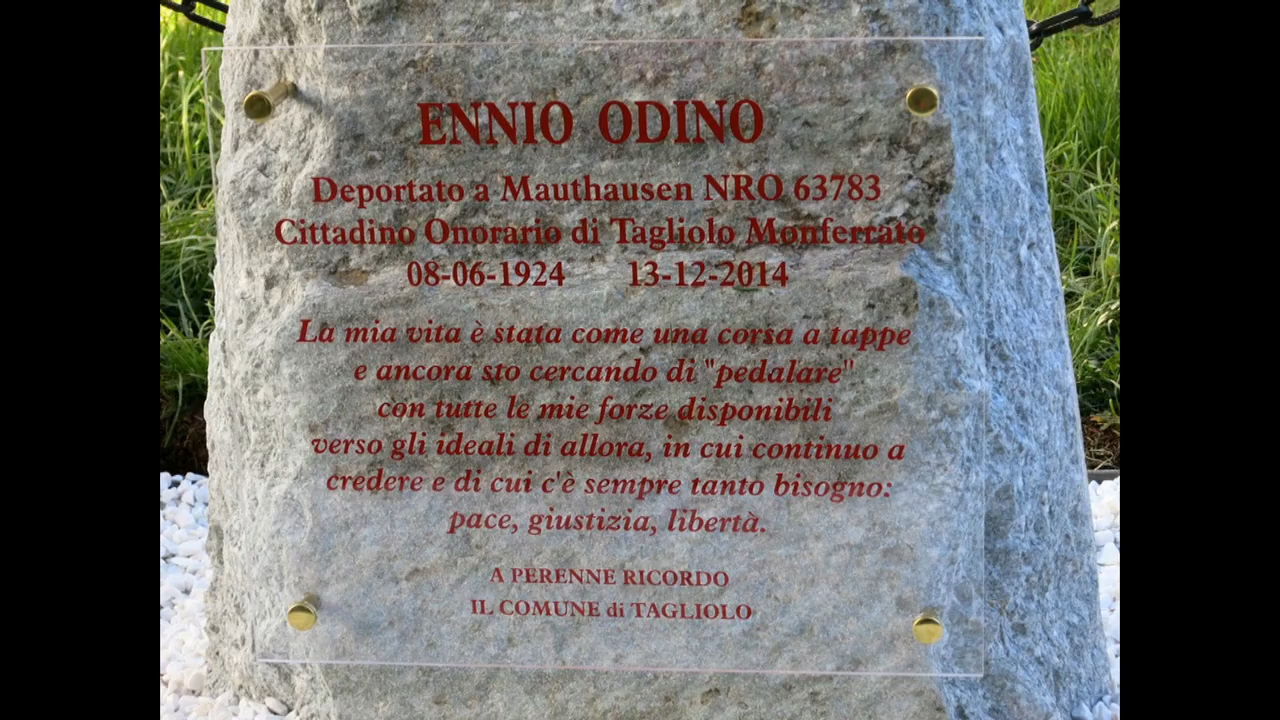 ENNIO ODINO
Deportato a Mauthausen NRO 63783
Cittadino Onorario di Tagliolo Monferrato
08-06-1924 13-12-2014
La mia vita è stata come una corsa a tappe
e ancora sto cercando di "pedalare"
con tutte le mie forze disponibili
verso gli ideali di allora, in cui continuo a
credere e di cui c'è sempre tanto bisogno:
pace, giustizia, libertà.
A PERENNE RICORDO
IL COMUNE di TAGLIOLO